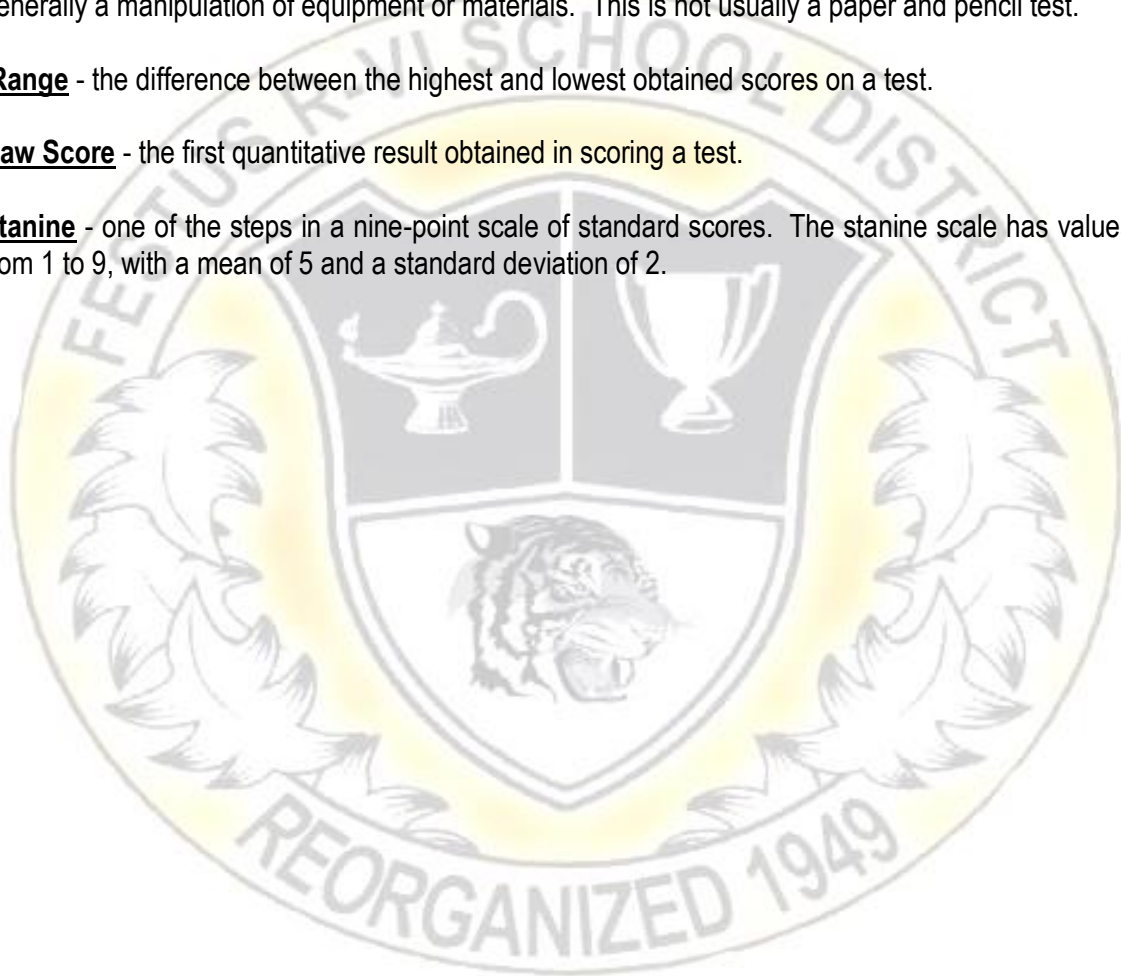 enerally a manipulation of equipment or materials. This is not usually a paper and pencil test.
Range - the difference between the highest and lowest obtained scores on a test.
aw Score - the first quantitative result obtained in scoring a test.
tanine - one of the steps in a nine-point scale of standard scores. The stanine scale has value
om 1 to 9, with a mean of 5 and a standard deviation of 2.
FESTUS R-VI SCHOOL DISTRICT
REORGANIZED 1949